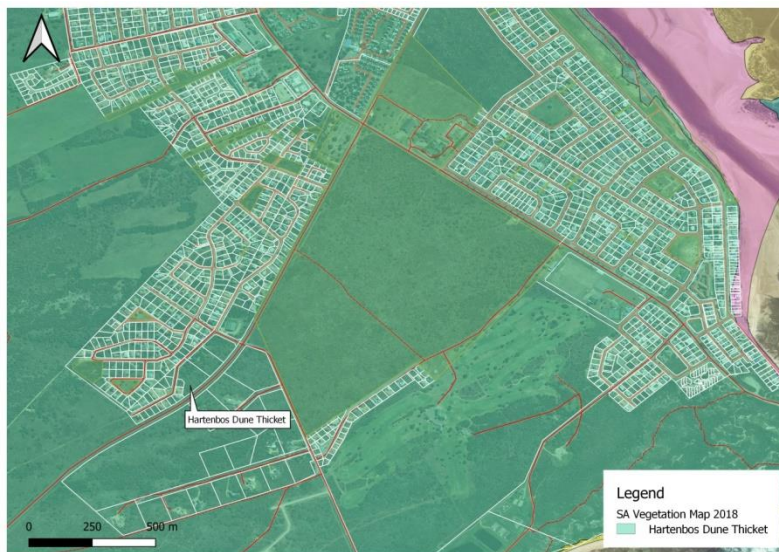 Hartenbos Dune Thicket
0 250 500 m
Legend
SA Vegetation Map 2018
Hartenbos Dune Thicket